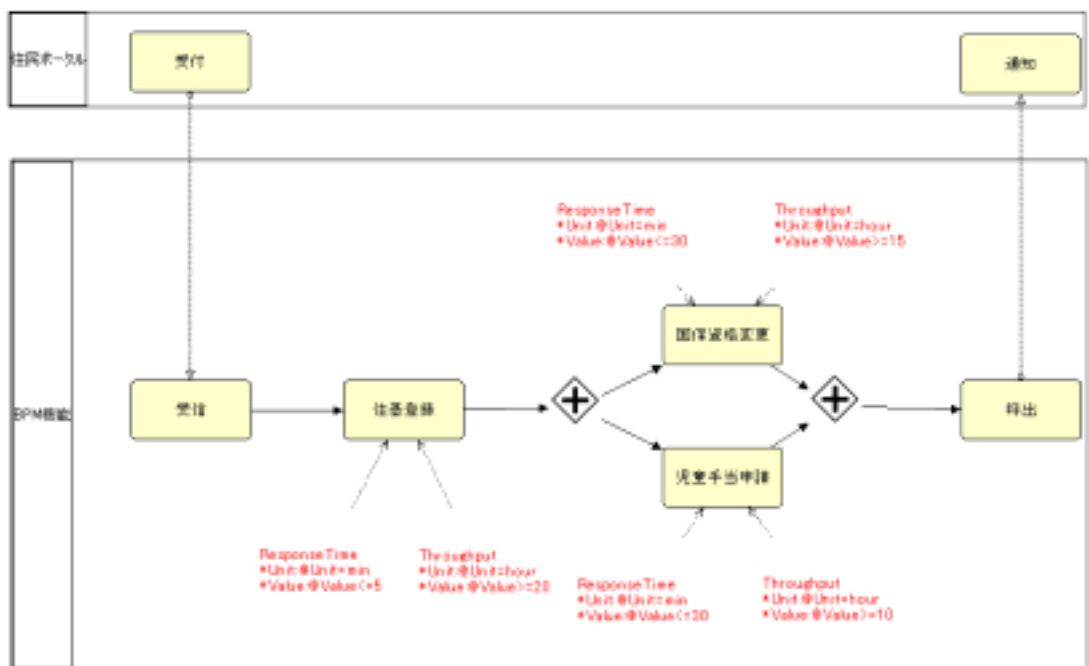 住民ポータル
受付
通知
BPM機能
ResponseTime
*Unit:@Unit=min
*Value:@Value<=30
Throughput
*Unit:@Unit=hour
*Value:@Value>=15
国保資格変更
受信
住基登録
呼出
児童手当申請
ResponseTime
*Unit:@Unit=min
*Value:@Value<=5
Throughput
*Unit:@Unit=hour
*Value:@Value>=20
ResponseTime
*Unit:@Unit=min
*Value:@Value<=30
Throughput
*Unit:@Unit=hour
*Value:@Value>=10